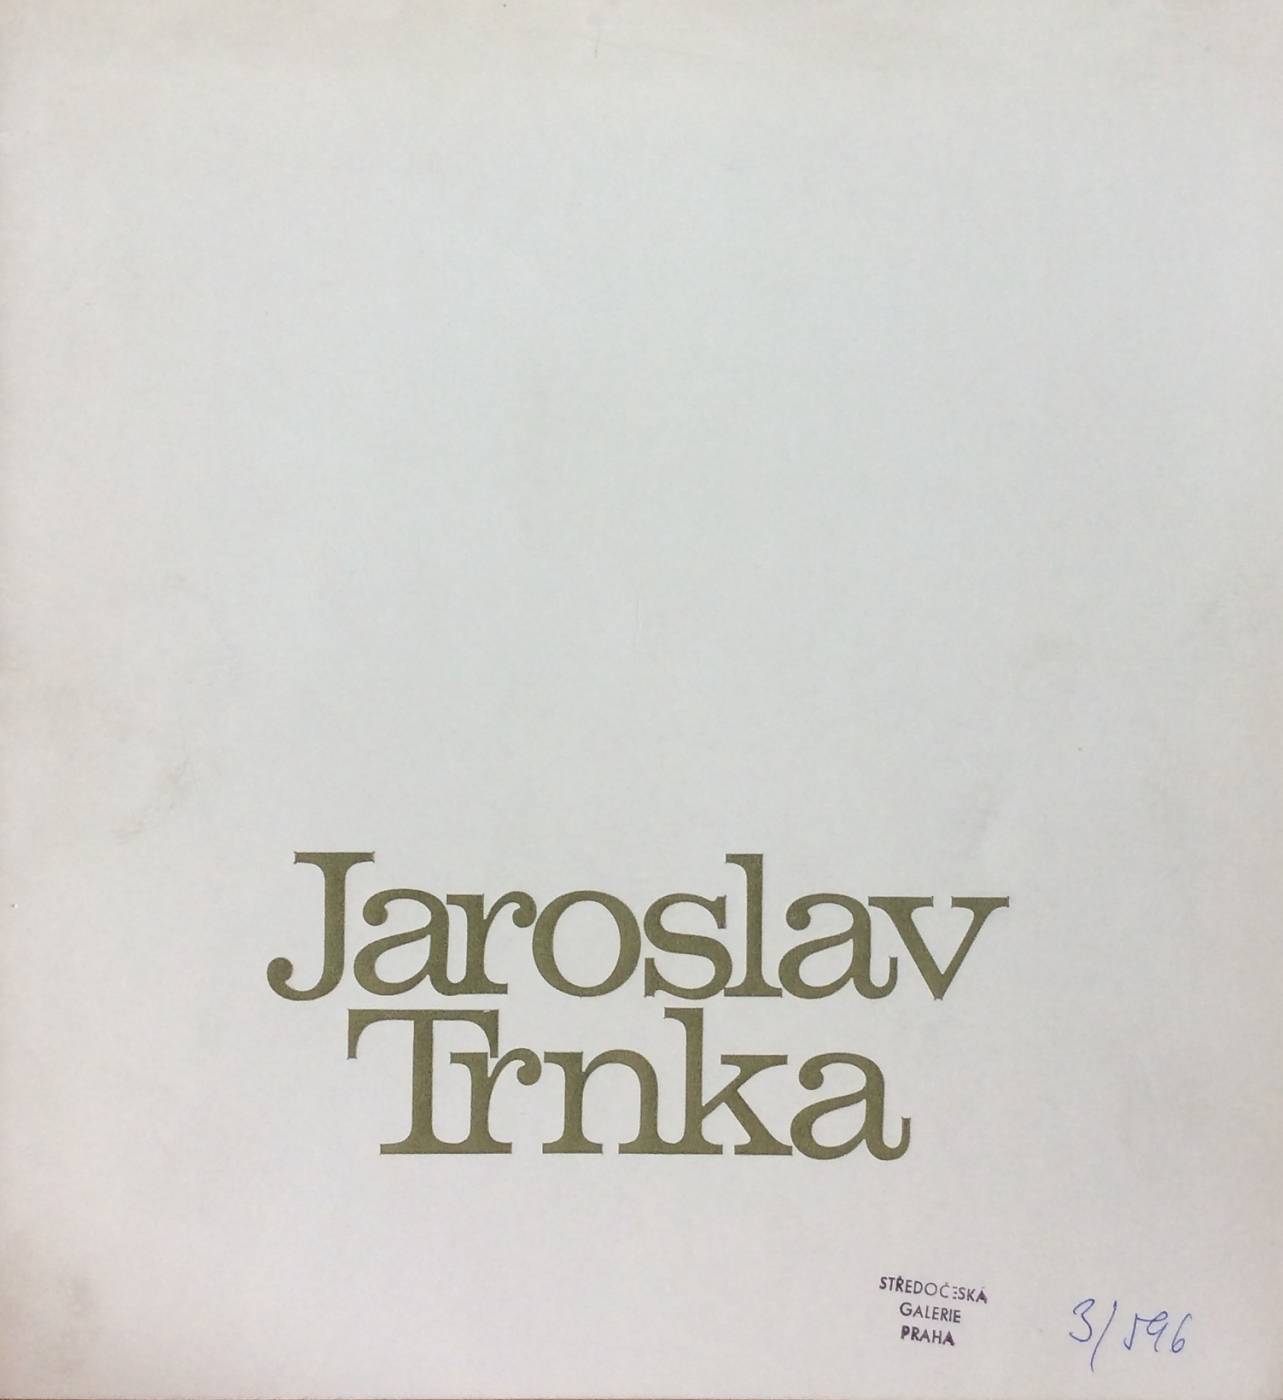 Jaroslav
Trnka
STŘEDOČESKÁ
GALERIE
PRAHA
3/596